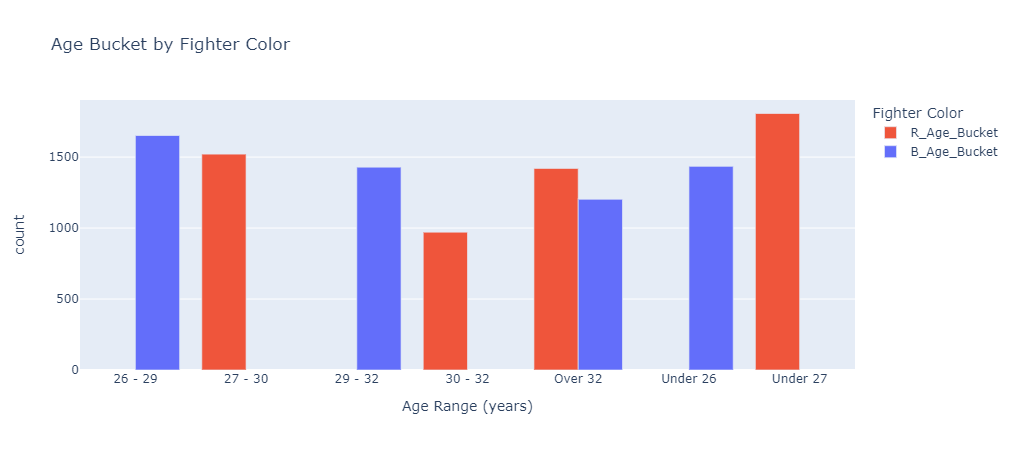 Age Bucket by Fighter Color
Fighter Color
R_Age_Bucket
B_Age_Bucket
count
1500
1000
500
0
26 - 29 27 - 30 29 - 32 30 - 32 Over 32 Under 26 Under 27
Age Range (years)